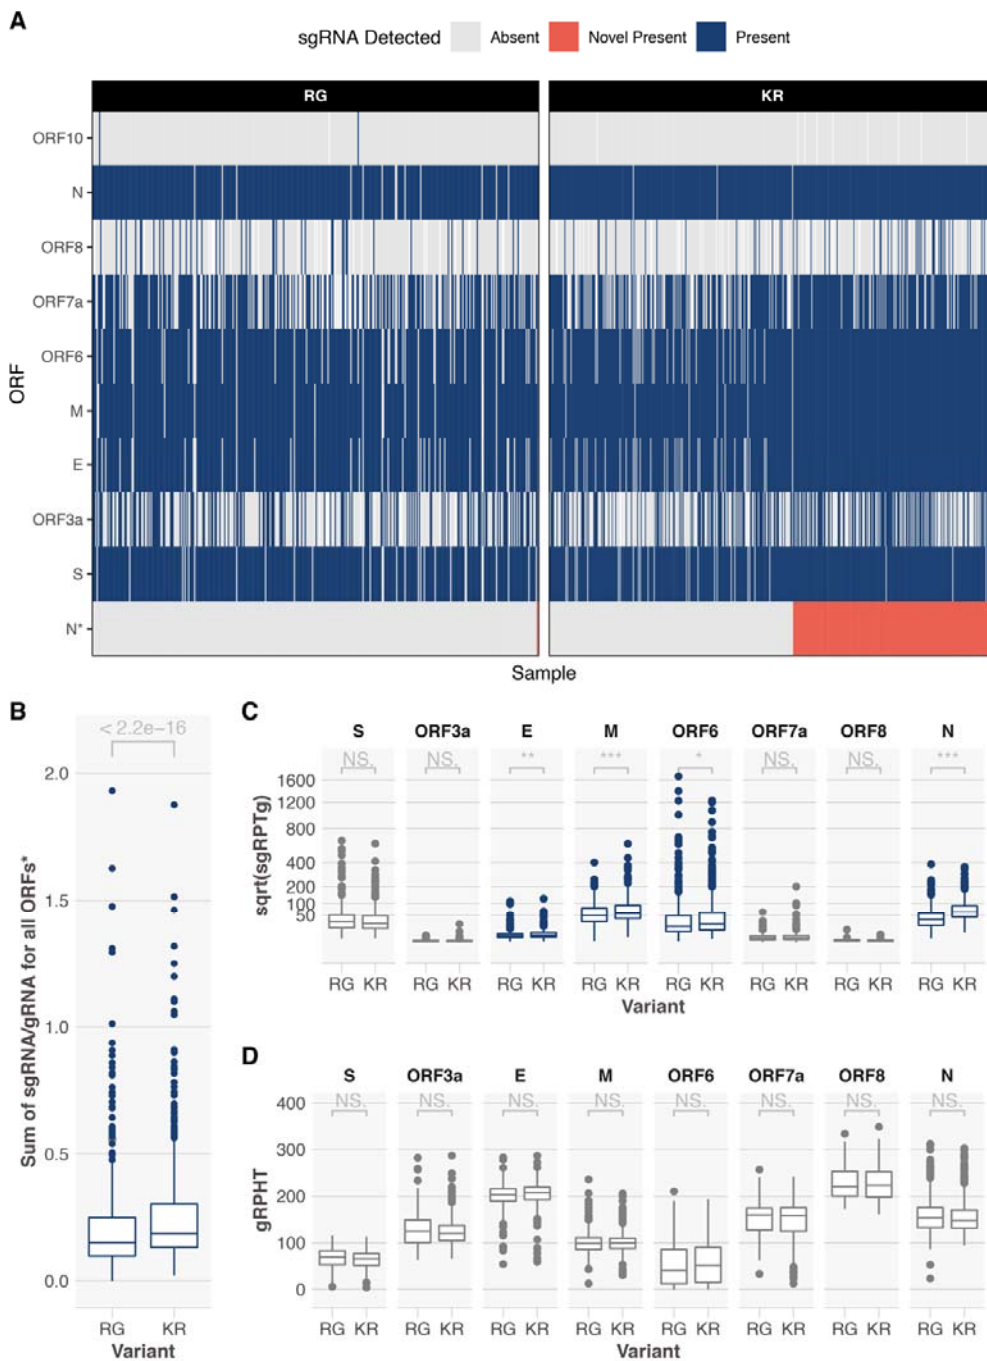 A
sgRNA Detected Absent Novel Present Present
RG KR
ORF10
N
ORF8
ORF7a
ORF6
M
E
ORF3a
S
N*
ORF
Sample
B
< 2.2e−16
2.0
1.5
1.0
0.5
0.0
Sum of sgRNA/gRNA for all ORFs*
RG KR
Variant
C
S ORF3a E M ORF6 ORF7a ORF8 N
NS. NS. ** *** * NS. NS. ***
1600
1200
800
400
200
100
50
sqrt(sgRPTg)
RG KR RG KR RG KR RG KR RG KR RG KR RG KR RG KR
Variant
D
S ORF3a E M ORF6 ORF7a ORF8 N
NS. NS. NS. NS. NS. NS. NS. NS.
400
300
200
100
0
gRPHT
RG KR RG KR RG KR RG KR RG KR RG KR RG KR RG KR
Variant